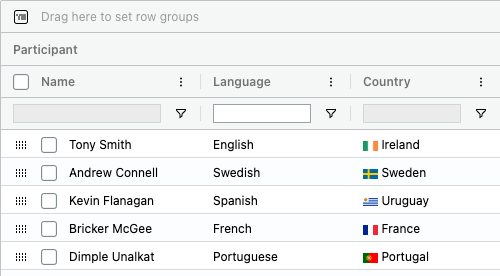 Drag here to set row groups
Participant
Name Language Country
Tony Smith English Ireland
Andrew Connell Swedish Sweden
Kevin Flanagan Spanish Uruguay
Bricker McGee French France
Dimple Unalkat Portuguese Portugal